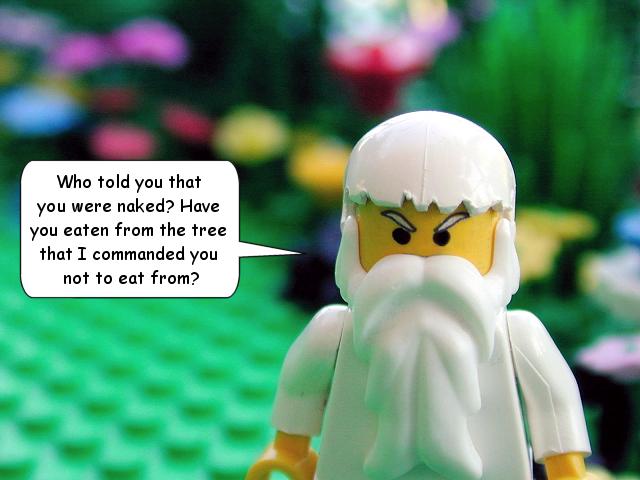 Who told you that
you were naked? Have
you eaten from the tree
that I commanded you
not to eat from?